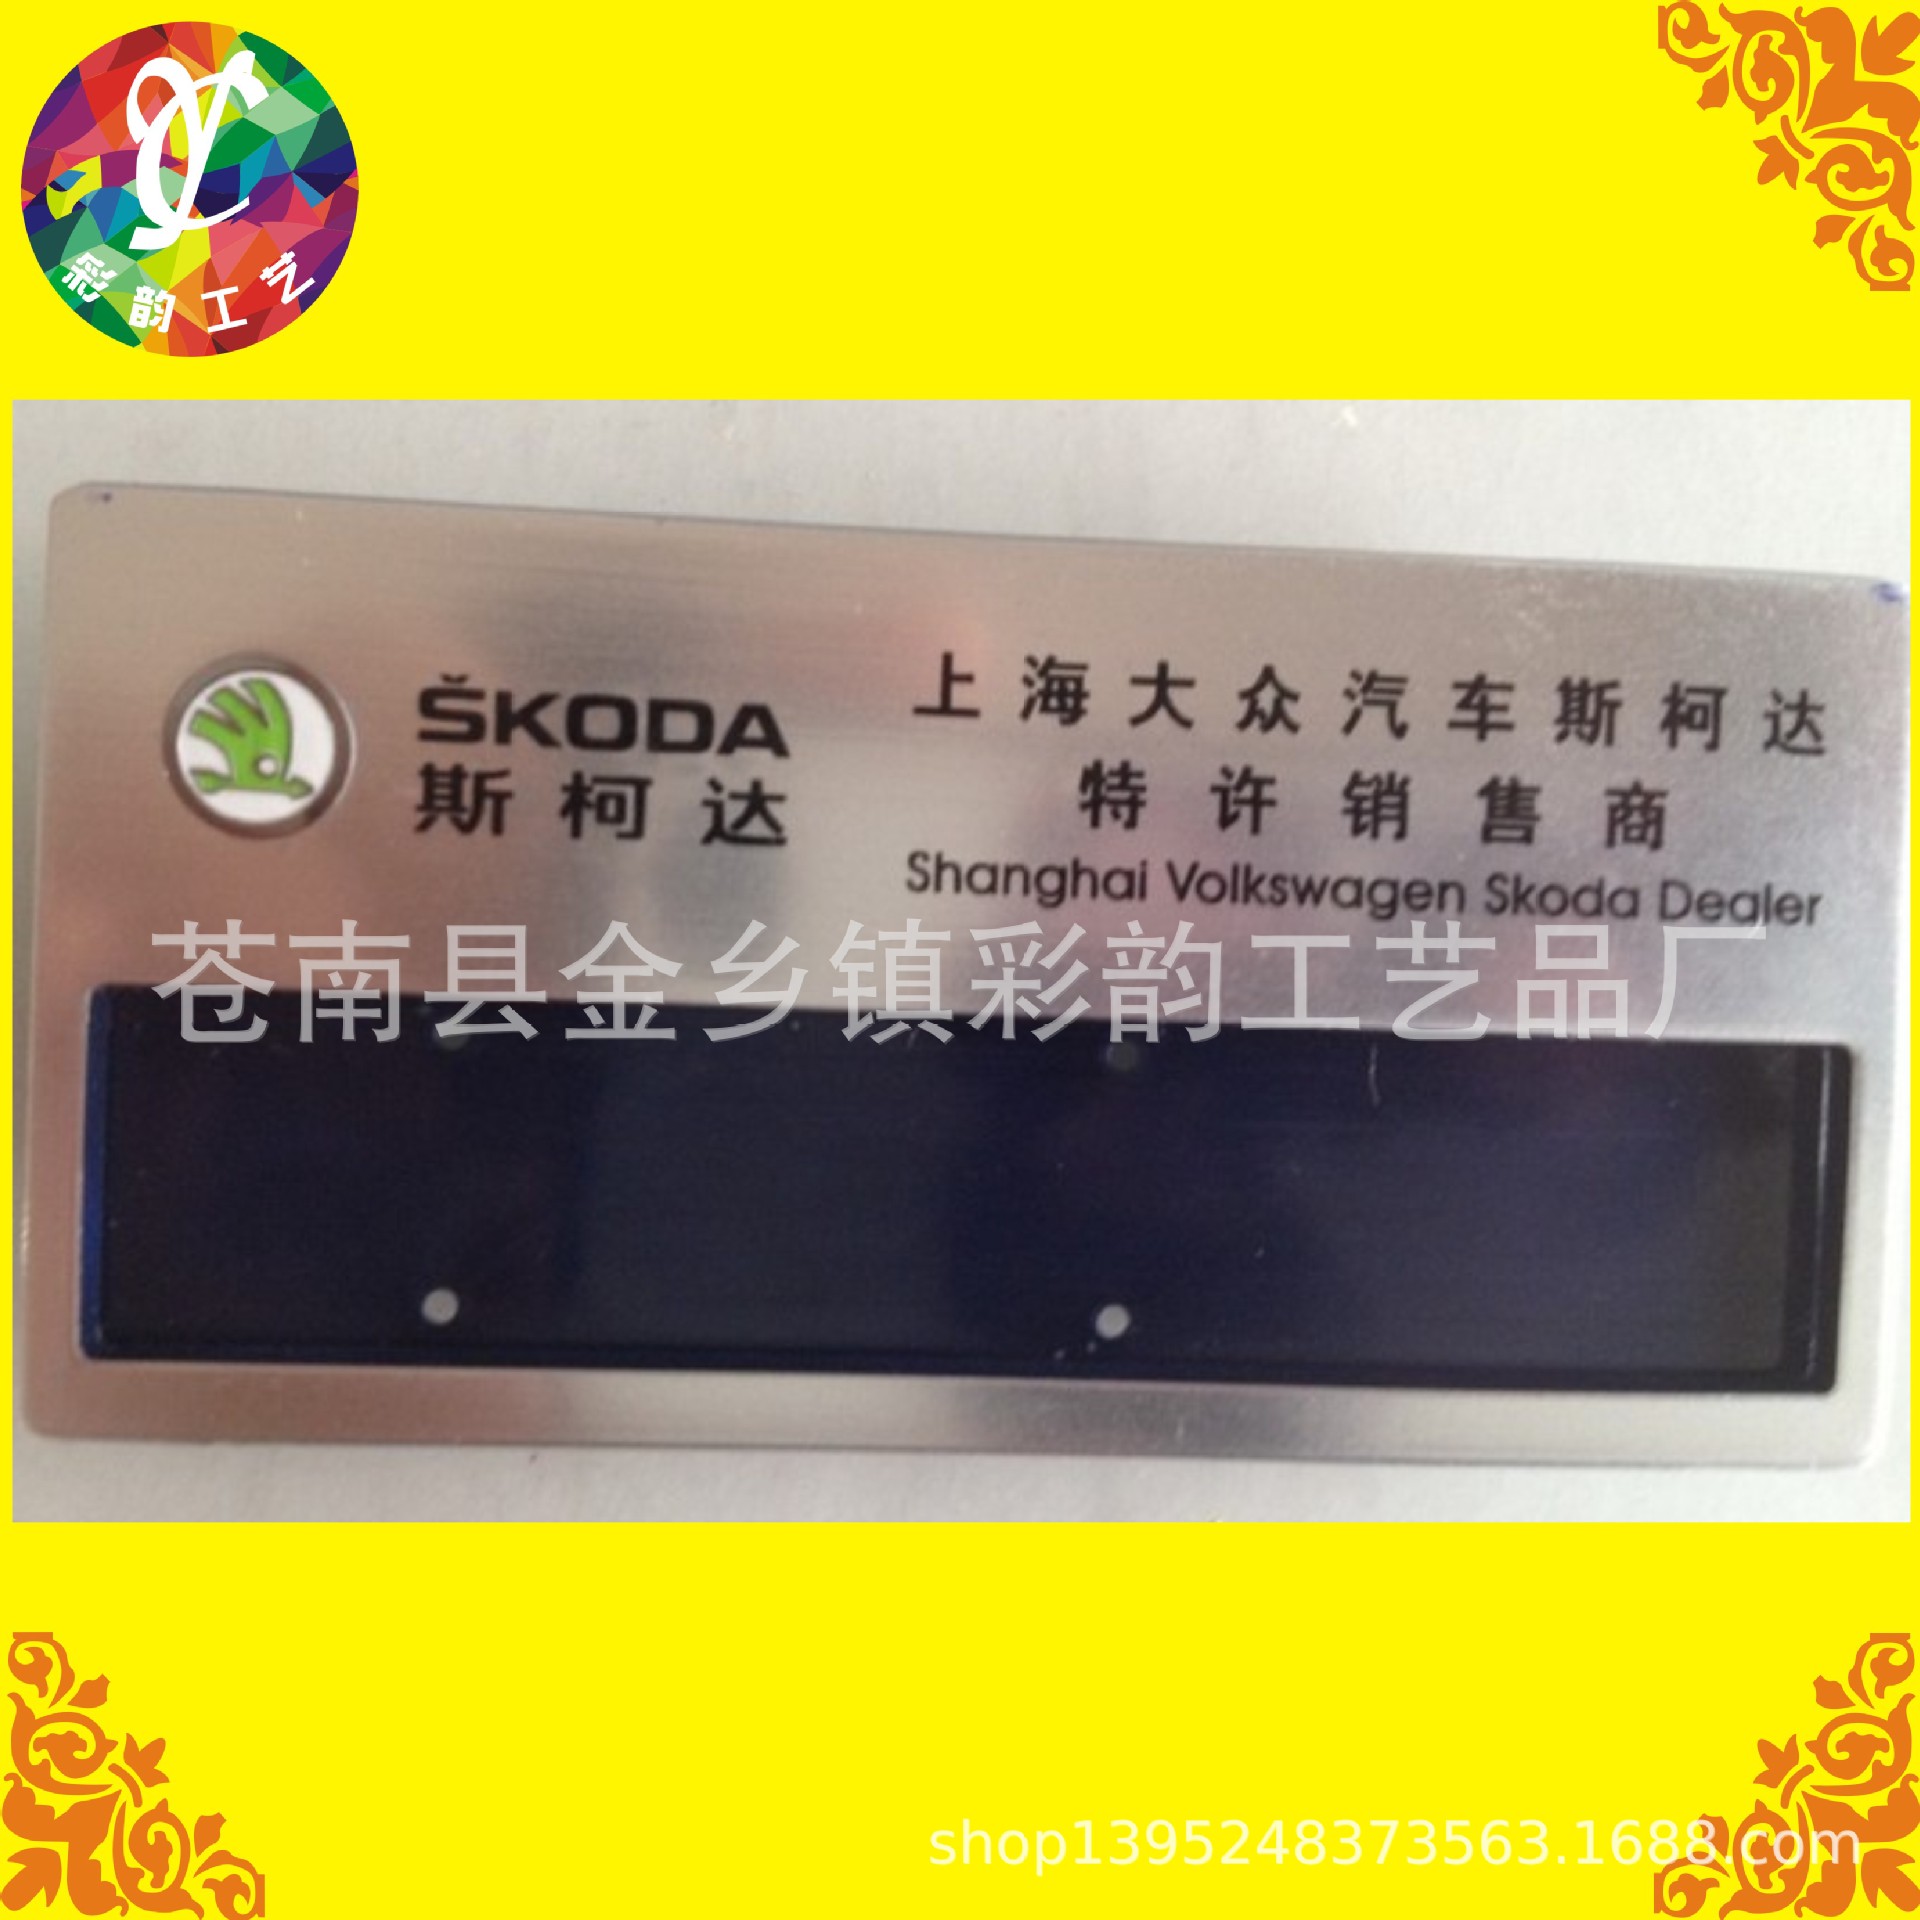 YC
彩韵工艺
ŠKODA
斯柯达
上海大众汽车斯柯达
特许销售商
Shanghai Volkswagen Skoda Dealer
苍南县金乡镇彩韵工艺品厂
shop1395248373563.1688.com